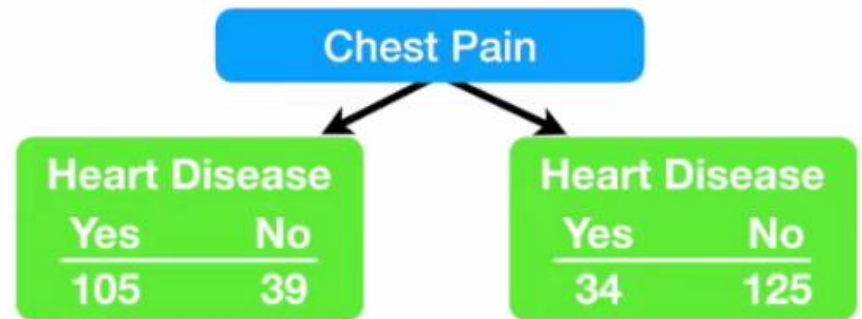 Chest Pain
Heart Disease
Yes No
105 39
Heart Disease
Yes No
34 125